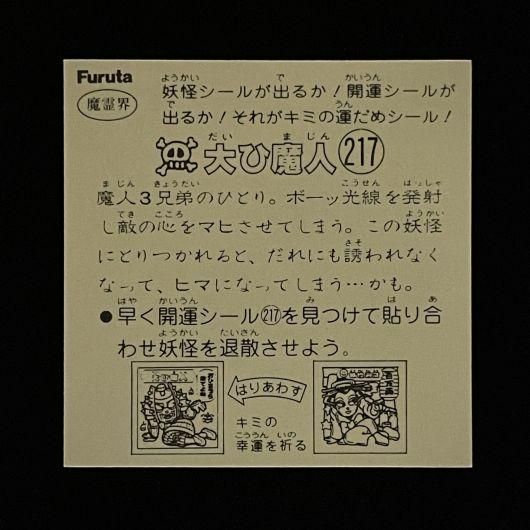 Furuta
魔霊界
妖怪シールが出るか!開運シールが
出るか!それがキミの運だめシール!
大ひ魔人 217
魔人3兄弟のひとり。ボーッ光線を発射
し敵の心をマヒさせてしまう。この妖怪
にとりつかれると、だれにも誘われなく
なって、ヒマになってしまう…かも。
●早く開運シール217を見つけて貼り合
わせ妖怪を退散させよう。
はりあわす
キミの
幸運を祈る